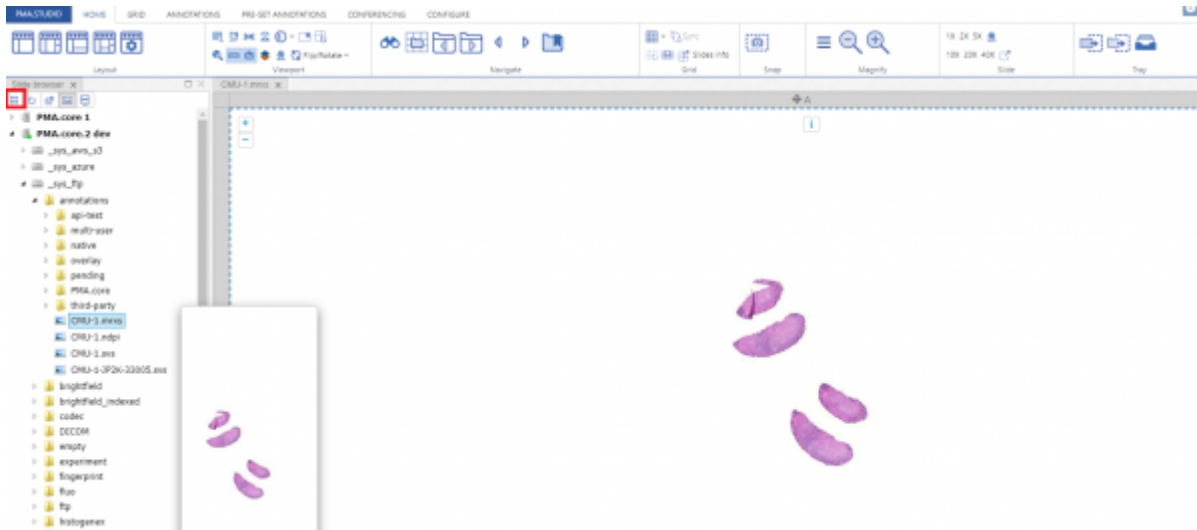 PMA.STUDIO HOME GRID ANNOTATIONS PRE-SET ANNOTATIONS CONFERENCING CONFIGURE
Sync 1X 2X 5X
Flip/Rotate Slides info 10X 20X 40X
Layout Viewport Navigate Grid Snap Magnify Slide Tray
Slide browser CMU-1.mrxs
A
PMA.core 1
PMA.core.2 dev
_sys_aws_s3
_sys_azure
_sys_ftp
annotations
api-test
multi-user
native
overlay
pending
PMA.core
third-party
CMU-1.mrxs
CMU-1.ndpi
CMU-1.svs
CMU-1-JP2K-33005.svs
brightfield
brightfield_indexed
codec
DICOM
empty
experiment
fingerprint
fluo
ftp
histogenex